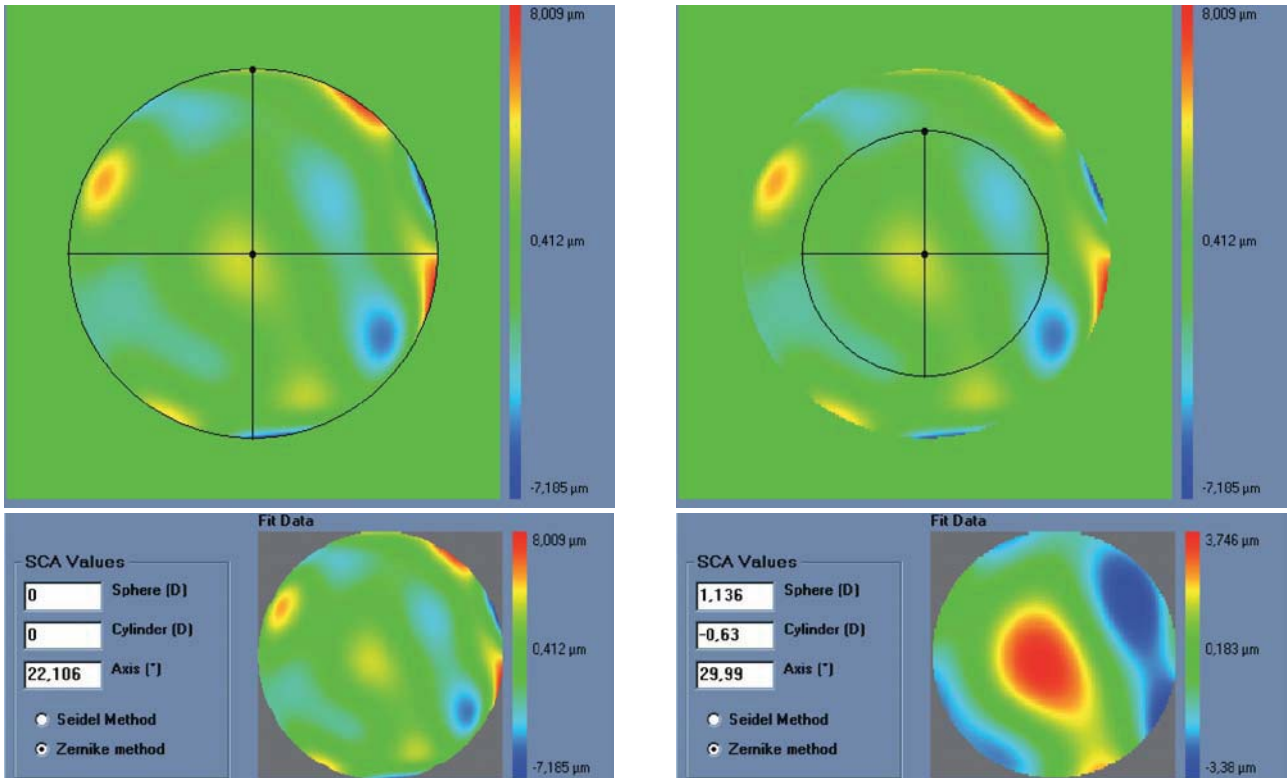 8,009 µm
0,412 µm
-7,185 µm
8,009 µm
0,412 µm
-7,185 µm
Fit Data
SCA Values
0 Sphere (D)
0 Cylinder (D)
22,106 Axis (°)
Seidel Method
Zernike method
8,009 µm
0,412 µm
-7,185 µm
Fit Data
SCA Values
1,136 Sphere (D)
-0,63 Cylinder (D)
29,99 Axis (°)
Seidel Method
Zernike method
3,746 µm
0,183 µm
-3,38 µm